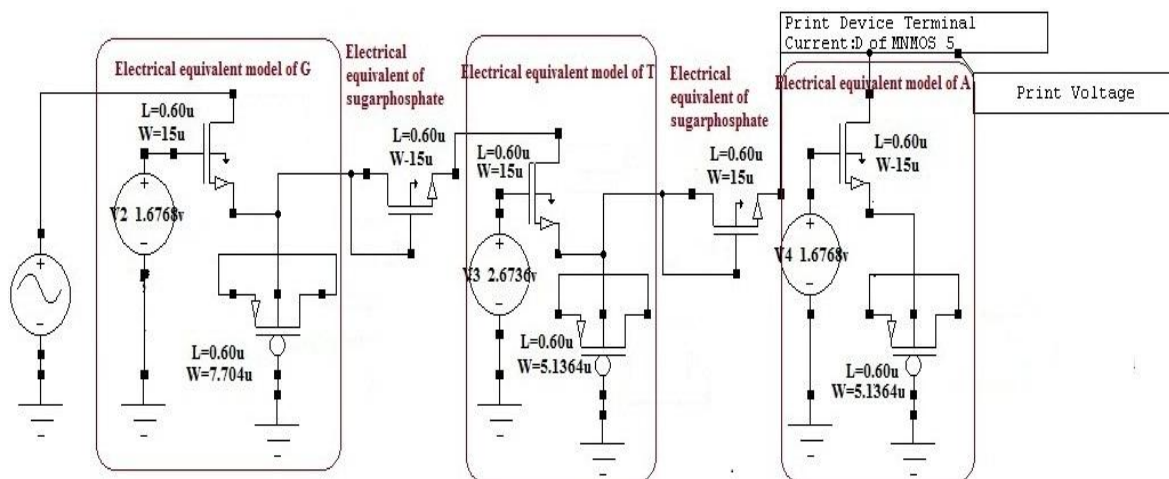 Print Device Terminal
Current:D of MNMOS 5
Print Voltage
Electrical equivalent model of G
Electrical
equivalent of
sugarphosphate
Electrical equivalent model of T
Electrical
equivalent of
sugarphosphate
Electrical equivalent model of A
L=0.60u
W=15u
V2 1.6768v
L=0.60u
W=7.704u
L=0.60u
W-15u
L=0.60u
W=15u
V3 2.6736v
L=0.60u
W=5.1364u
L=0.60u
W=15u
L=0.60u
W-15u
V4 1.6768v
L=0.60u
W=5.1364u